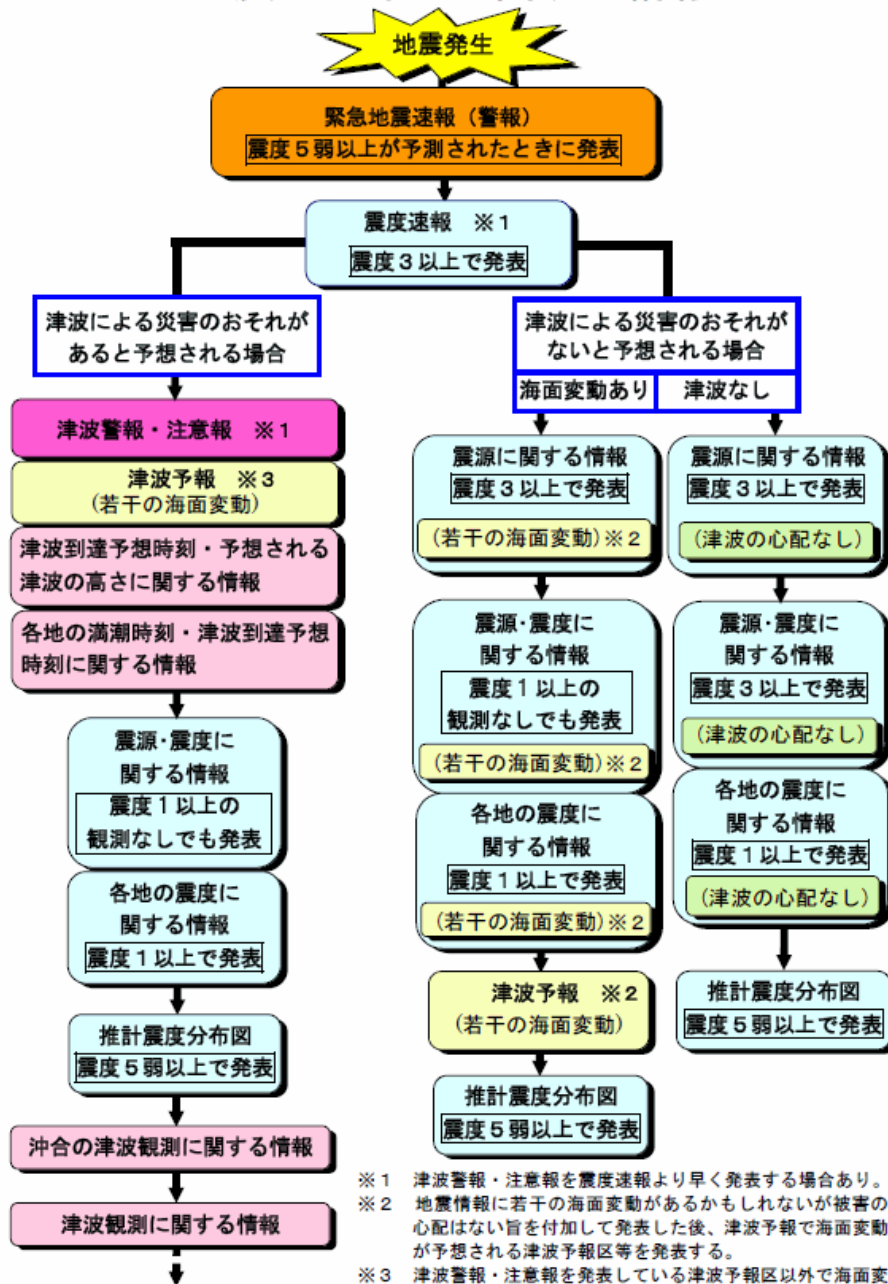 地震発生
緊急地震速報（警報）
震度５弱以上が予測されたときに発表
震度速報　※１
震度３以上で発表
津波による災害のおそれが
あると予想される場合
津波警報・注意報　※１
津波予報　※３
(若干の海面変動)
津波到達予想時刻・予想される
津波の高さに関する情報
各地の満潮時刻・津波到達予想
時刻に関する情報
震源･震度に
関する情報
震度１以上の
観測なしでも発表
各地の震度に
関する情報
震度１以上で発表
推計震度分布図
震度５弱以上で発表
沖合の津波観測に関する情報
津波観測に関する情報
津波による災害のおそれが
ないと予想される場合
海面変動あり
震源に関する情報
震度３以上で発表
(若干の海面変動)※２
震源･震度に
関する情報
震度１以上の
観測なしでも発表
(若干の海面変動)※２
各地の震度に
関する情報
震度１以上で発表
(若干の海面変動)※２
津波予報　※２
(若干の海面変動)
推計震度分布図
震度５弱以上で発表
津波なし
震源に関する情報
震度３以上で発表
(津波の心配なし)
震源･震度に
関する情報
震度３以上で発表
(津波の心配なし)
各地の震度に
関する情報
震度１以上で発表
(津波の心配なし)
推計震度分布図
震度５弱以上で発表
※１　津波警報・注意報を震度速報より早く発表する場合あり。
※２　地震情報に若干の海面変動があるかもしれないが被害の
心配はない旨を付加して発表した後、津波予報で海面変動
が予想される津波予報区等を発表する。
※３　津波警報・注意報を発表している津波予報区以外で海面変